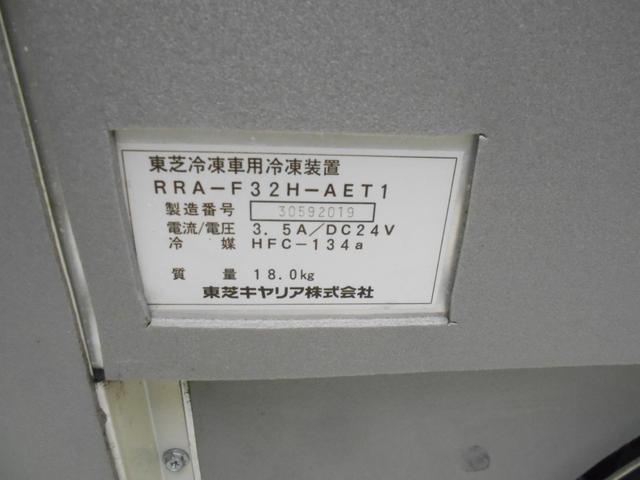 東芝冷凍車用冷凍装置
RRA-F32H-AET1
製造番号 30592019
電流/電圧 3.5A/DC24V
冷 媒 HFC-134a
質 量 18.0kg
東芝キヤリア株式会社